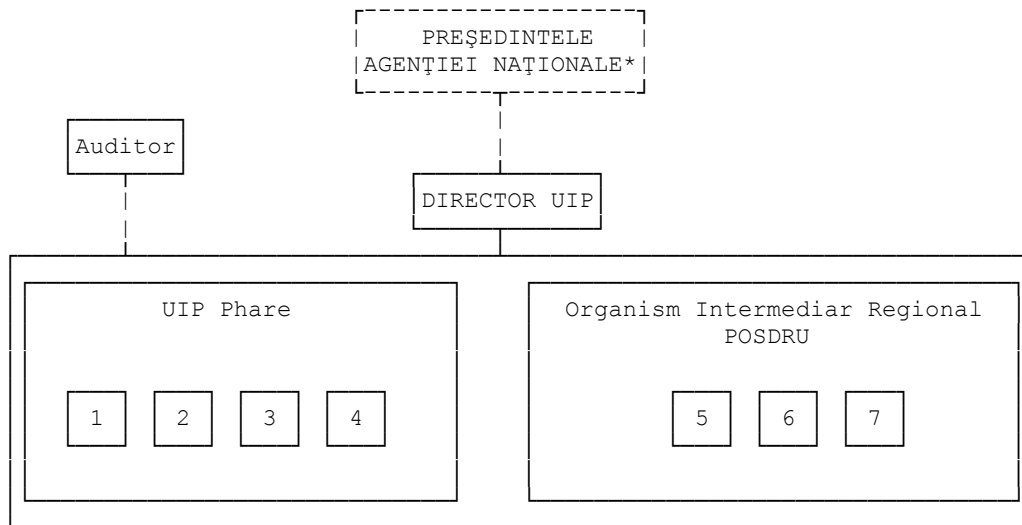 PREŞEDINTELE
AGENŢIEI NAŢIONALE*
Auditor
DIRECTOR UIP
UIP Phare
Organism Intermediar Regional
POSDRU
1 2 3 4
5 6 7